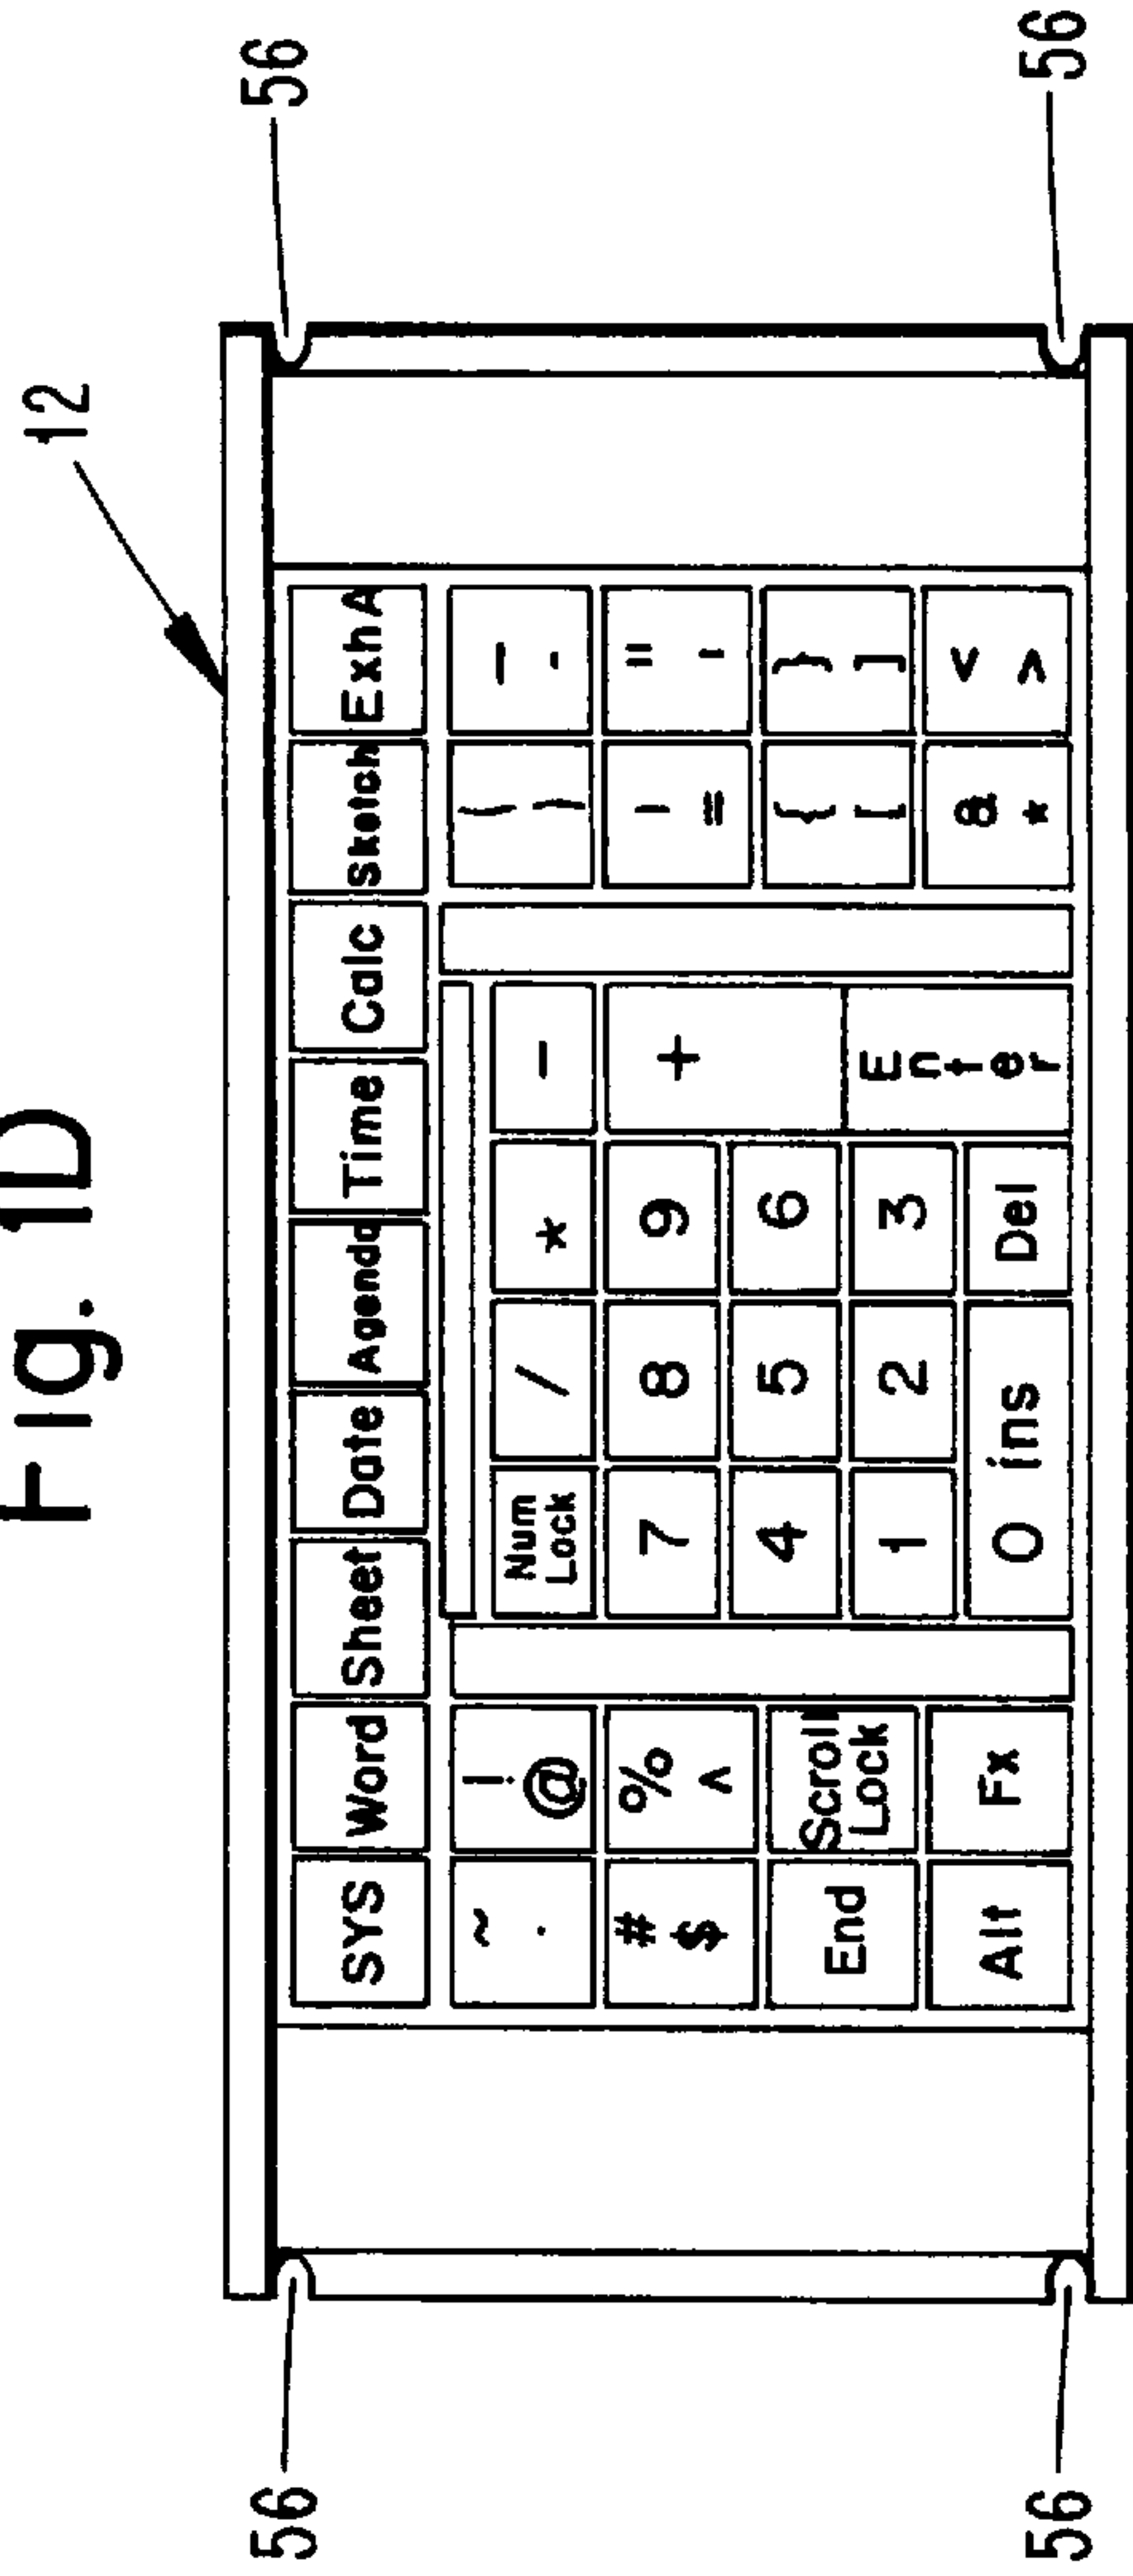 Fig. 1D
12
56 56
SYS Word Sheet Date Agenda Time Calc Sketch ExhA
~ ! ( _
. @ Num Lock / * - ) -
# % 7 8 9 + | "
$ ^ = '
End Scroll Lock 4 5 6 { }
[ ]
Alt Fx 1 2 3 Enter & <
0 ins Del * >
56 56